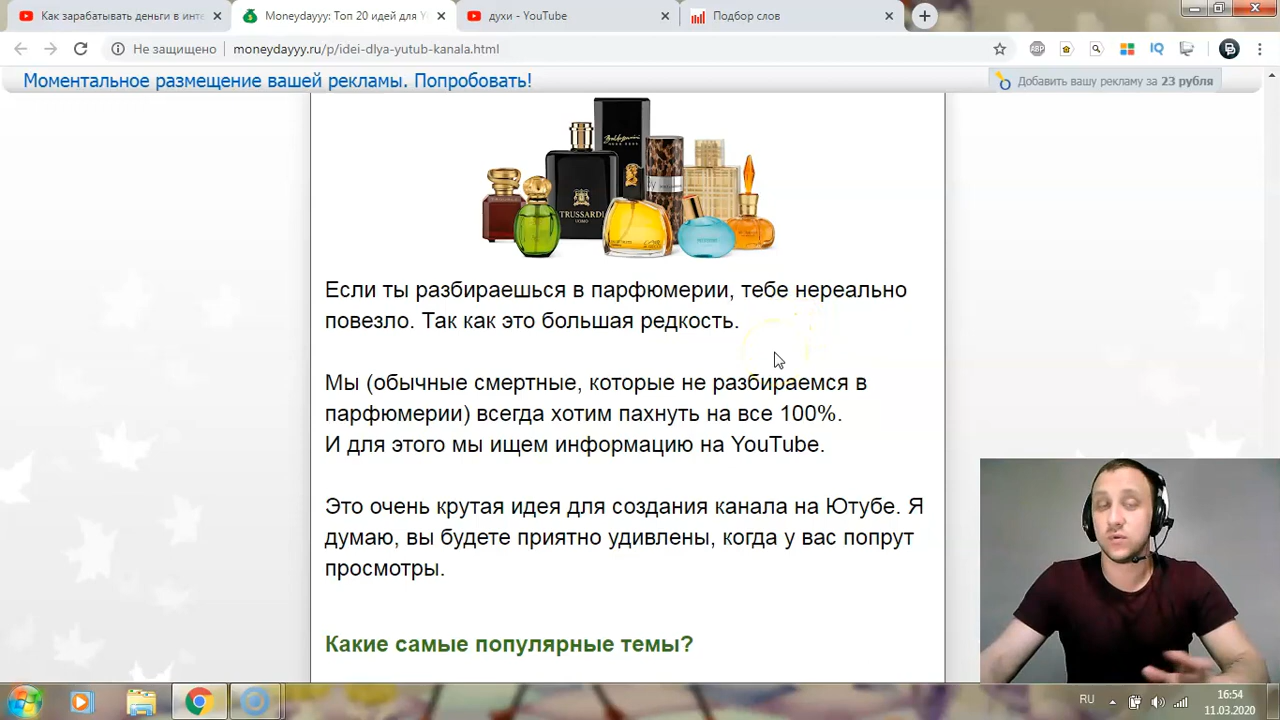 Как зарабатывать деньги в инте
Moneydayyy: Топ 20 идей для Y
духи - YouTube
Подбор слов
Не защищено
moneydayyy.ru/p/idei-dlya-yutub-kanala.html
ABP
IQ
Моментальное размещение вашей рекламы. Попробовать!
Добавить вашу рекламу за 23 рубля
Baldessarini
TRUSSARDI
UOMO
Если ты разбираешься в парфюмерии, тебе нереально
повезло. Так как это большая редкость.
Мы (обычные смертные, которые не разбираемся в
парфюмерии) всегда хотим пахнуть на все 100%.
И для этого мы ищем информацию на YouTube.
Это очень крутая идея для создания канала на Ютубе. Я
думаю, вы будете приятно удивлены, когда у вас попрут
просмотры.
Какие самые популярные темы?
RU
16:54
11.03.2020